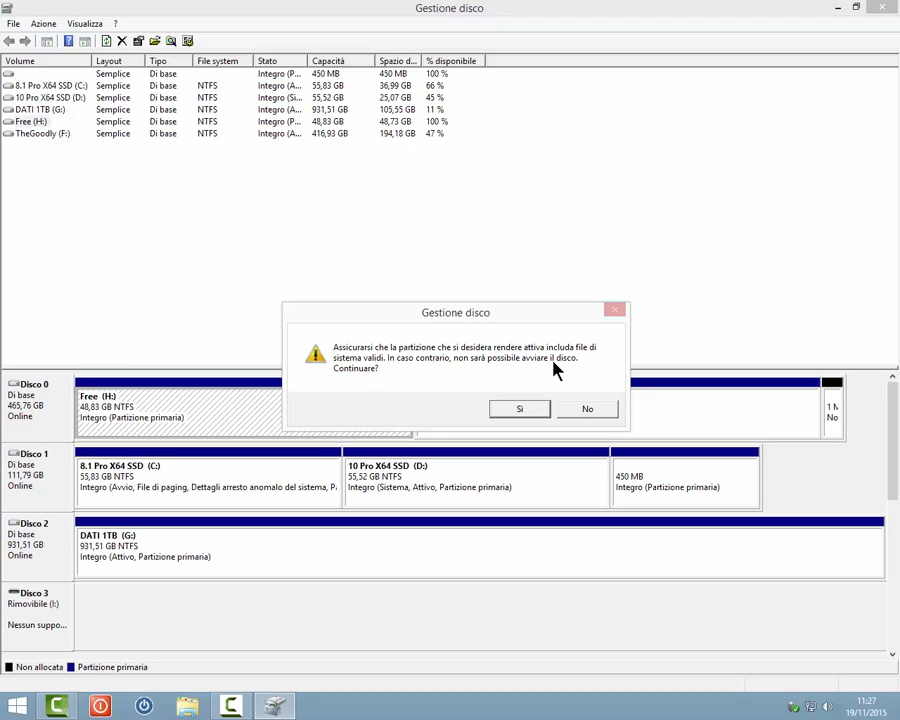 Gestione disco
File Azione Visualizza ?
Volume Layout Tipo File system Stato Capacità Spazio d... % disponibile
Semplice Di base Integro (P... 450 MB 450 MB 100 %
8.1 Pro X64 SSD (C:) Semplice Di base NTFS Integro (A... 55,83 GB 36,99 GB 66 %
10 Pro X64 SSD (D:) Semplice Di base NTFS Integro (Si... 55,52 GB 25,07 GB 45 %
DATI 1TB (G:) Semplice Di base NTFS Integro (A... 931,51 GB 105,55 GB 11 %
Free (H:) Semplice Di base NTFS Integro (P... 48,83 GB 48,73 GB 100 %
TheGoodly (F:) Semplice Di base NTFS Integro (A... 416,93 GB 194,18 GB 47 %
Gestione disco
Assicurarsi che la partizione che si desidera rendere attiva includa file di
sistema validi. In caso contrario, non sarà possibile avviare il disco.
Continuare?
Sì No
Disco 0
Di base
465,76 GB
Online
Free (H:)
48,83 GB NTFS
Integro (Partizione primaria)
1 M
No
Disco 1
Di base
111,79 GB
Online
8.1 Pro X64 SSD (C:)
55,83 GB NTFS
Integro (Avvio, File di paging, Dettagli arresto anomalo del sistema, P
10 Pro X64 SSD (D:)
55,52 GB NTFS
Integro (Sistema, Attivo, Partizione primaria)
450 MB
Integro (Partizione primaria)
Disco 2
Di base
931,51 GB
Online
DATI 1TB (G:)
931,51 GB NTFS
Integro (Attivo, Partizione primaria)
Disco 3
Rimovibile (I:)
Nessun suppo...
Non allocata Partizione primaria
11:27
19/11/2015